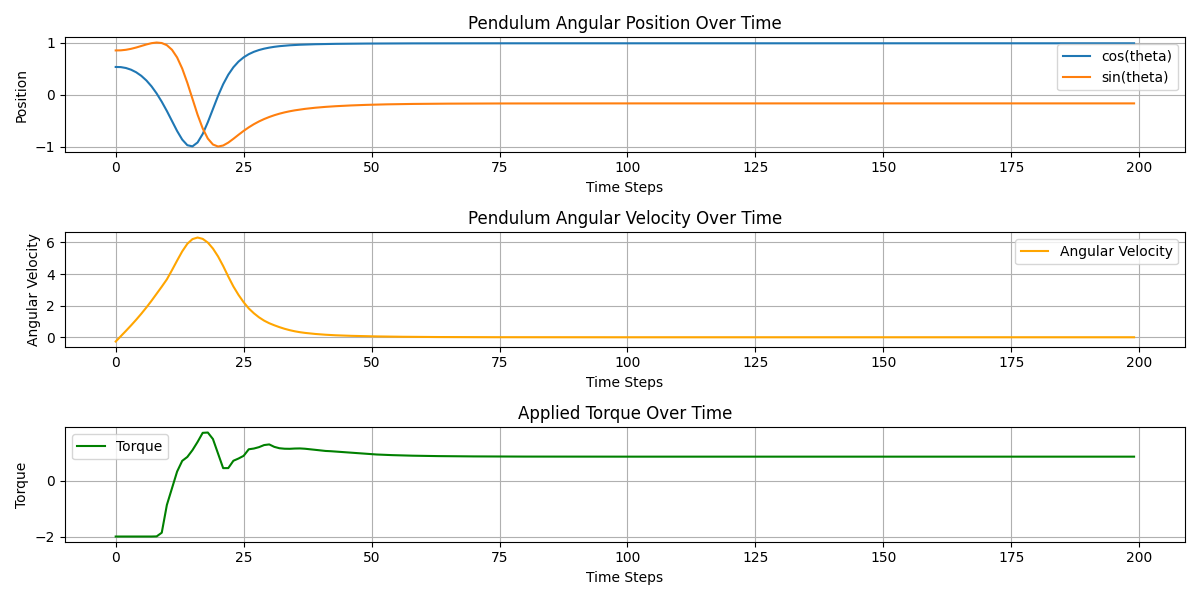 Pendulum Angular Position Over Time
Position
1
0
−1
cos(theta)
sin(theta)
0 25 50 75 100 125 150 175 200
Time Steps
Pendulum Angular Velocity Over Time
Angular Velocity
6
4
2
0
Angular Velocity
0 25 50 75 100 125 150 175 200
Time Steps
Applied Torque Over Time
Torque
0
−2
Torque
0 25 50 75 100 125 150 175 200
Time Steps